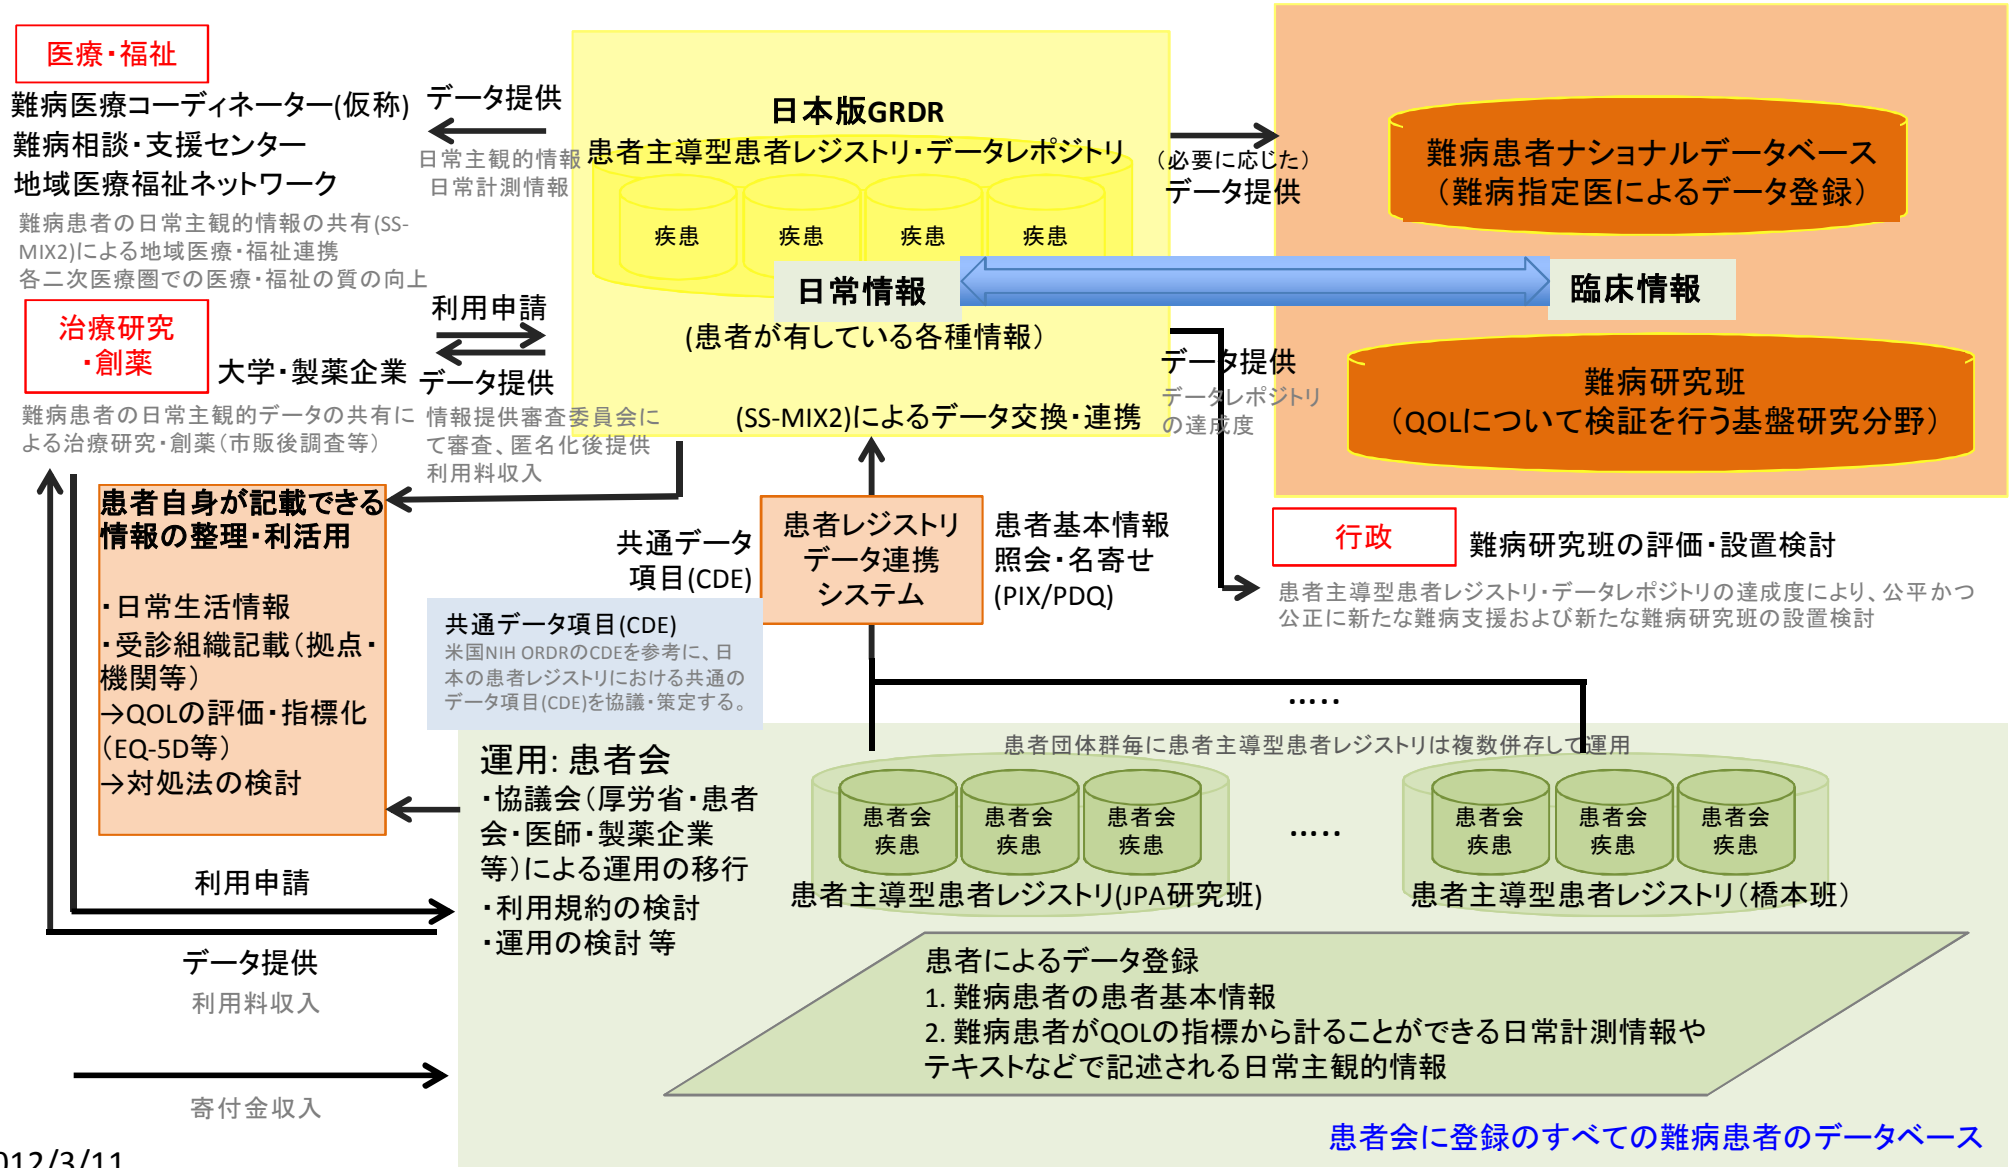 医療・福祉
難病医療コーディネーター(仮称)
難病相談・支援センター
地域医療福祉ネットワーク
難病患者の日常主観的情報の共有(SS-
MIX2)による地域医療・福祉連携
各二次医療圏での医療・福祉の質の向上
データ提供
日常主観的情報
日常計測情報
日本版GRDR
患者主導型患者レジストリ・データレポジトリ
疾患
疾患
疾患
疾患
日常情報
(患者が有している各種情報）
(SS-MIX2)によるデータ交換・連携
（必要に応じた）
データ提供
難病患者ナショナルデータベース
（難病指定医によるデータ登録）
臨床情報
難病研究班
（QOLについて検証を行う基盤研究分野）
治療研究
・創薬
大学・製薬企業
難病患者の日常主観的データの共有に
よる治療研究・創薬（市販後調査等）
利用申請
データ提供
情報提供審査委員会に
て審査、匿名化後提供
利用料収入
データ提供
データレポジトリ
の達成度
行政
難病研究班の評価・設置検討
患者主導型患者レジストリ・データレポジトリの達成度により、公平かつ
公正に新たな難病支援および新たな難病研究班の設置検討
患者自身が記載できる
情報の整理・利活用
・日常生活情報
・受診組織記載（拠点・
機関等）
→QOLの評価・指標化
（EQ-5D等）
→対処法の検討
共通データ
項目(CDE)
患者レジストリ
データ連携
システム
患者基本情報
照会・名寄せ
(PIX/PDQ)
共通データ項目(CDE)
米国NIH ORDRのCDEを参考に、日
本の患者レジストリにおける共通の
データ項目(CDE)を協議・策定する。
.....
運用: 患者会
・協議会（厚労省・患者
会・医師・製薬企業
等）による運用の移行
・利用規約の検討
・運用の検討 等
患者団体群毎に患者主導型患者レジストリは複数併存して運用
患者会
疾患
患者会
疾患
患者会
疾患
.....
患者会
疾患
患者会
疾患
患者会
疾患
患者主導型患者レジストリ(JPA研究班)
患者主導型患者レジストリ（橋本班）
利用申請
データ提供
利用料収入
寄付金収入
患者によるデータ登録
1. 難病患者の患者基本情報
2. 難病患者がQOLの指標から計ることができる日常計測情報や
テキストなどで記述される日常主観的情報
患者会に登録のすべての難病患者のデータベース
012/3/11